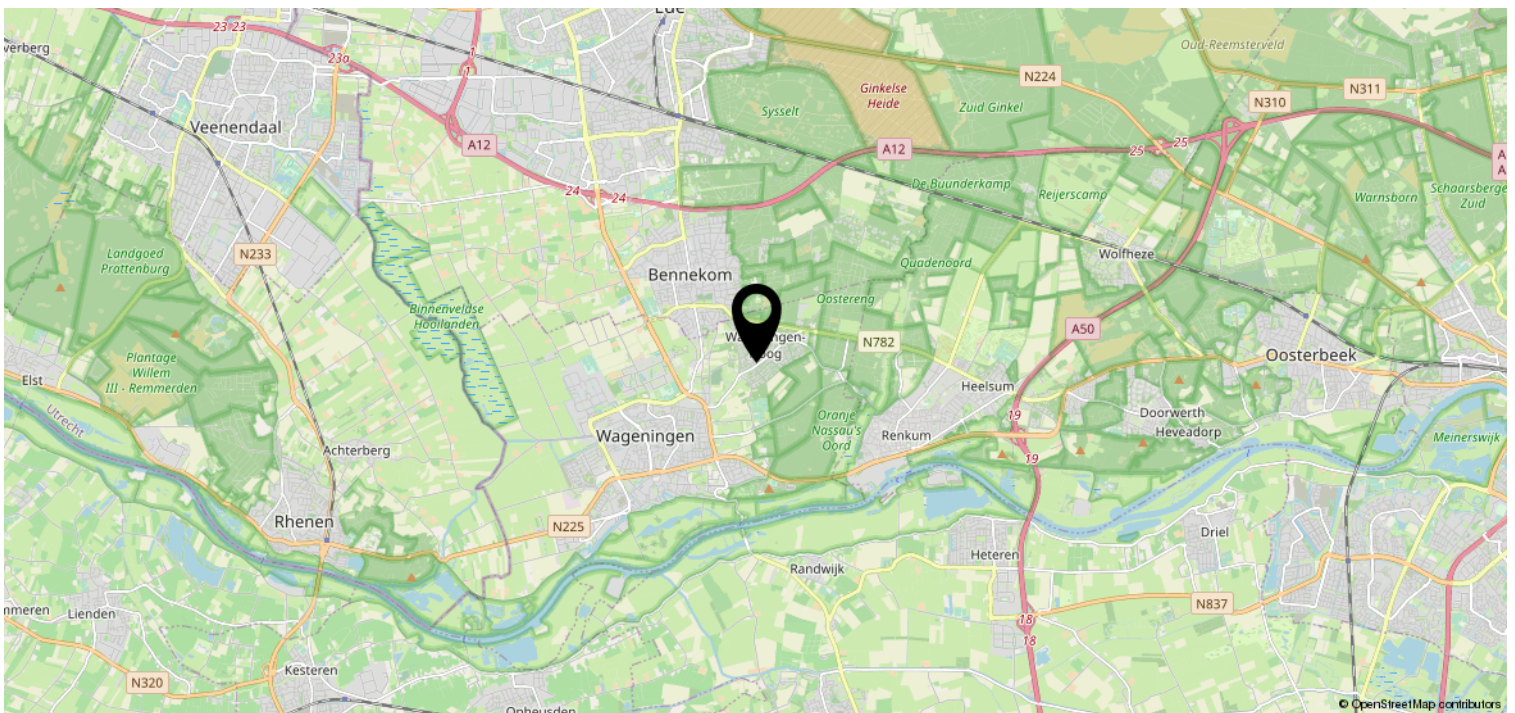 23 23
Ede
1
verberg
23a
1
Oud-Reemsterveld
N224
Ginkelse
Heide
N311
N310
Sysselt
Zuid Ginkel
Veenendaal
A12
A12
25
25
24
24
De Buunderkamp
Reijerscamp
Warnsborn
Schaarsberge
Zuid
Landgoed
Prattenburg
N233
Wolfheze
Quadenoord
Bennekom
Oostereng
Binnenveldse
Hooilanden
A50
N782
Plantage
Willem
III - Remmerden
Oosterbeek
Elst
Heelsum
Utrecht
Oranje
Nassau's
Oord
19
Doorwerth
Heveadorp
Wageningen
Renkum
Meinerswijk
Achterberg
19
Rhenen
N225
Driel
Heteren
Randwijk
mmeren
Lienden
N837
18
18
Kesteren
N320
Opheusden
© OpenStreetMap contributors